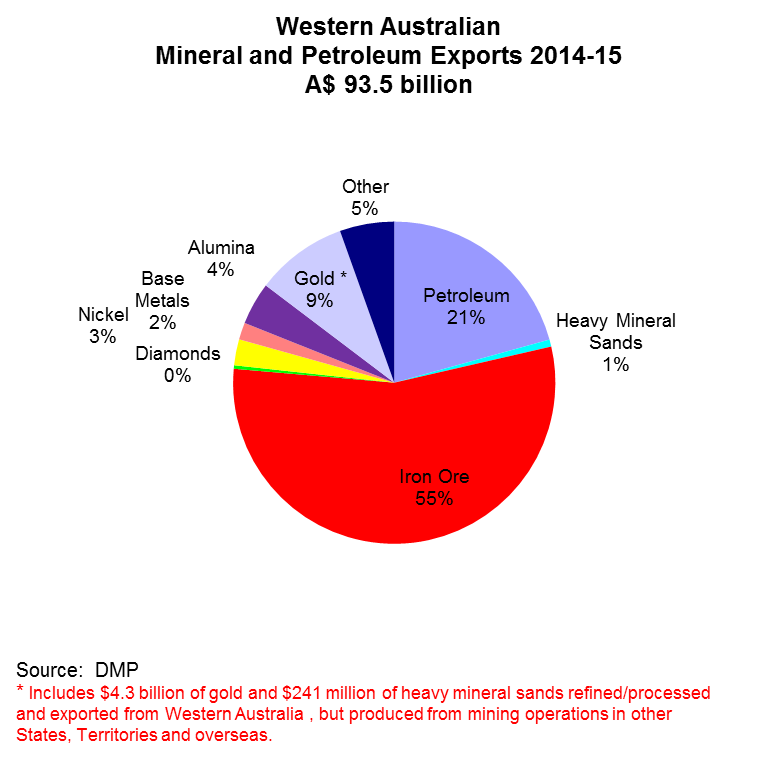 Western Australian
Mineral and Petroleum Exports 2014-15
A$ 93.5 billion
Other
5%
Alumina
4%
Gold *
9%
Base
Metals
2%
Nickel
3%
Diamonds
0%
Petroleum
21%
Heavy Mineral
Sands
1%
Iron Ore
55%
Source: DMP
* Includes $4.3 billion of gold and $241 million of heavy mineral sands refined/processed
and exported from Western Australia , but produced from mining operations in other
States, Territories and overseas.